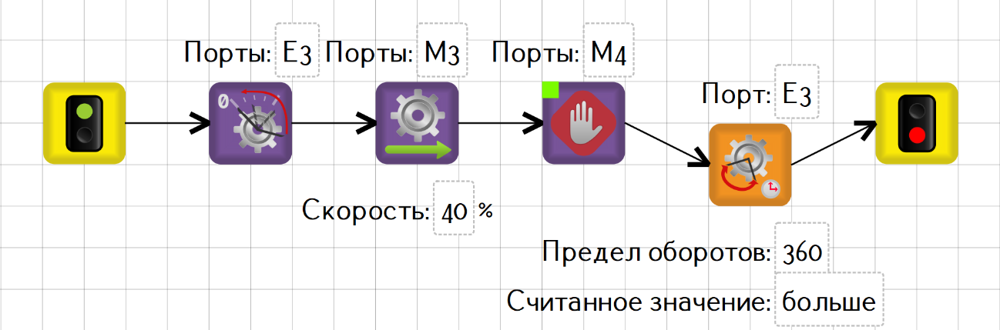 Порты: E3 Порты: M3 Порты: M4
Порт: E3
0
Скорость: 40 %
Предел оборотов: 360
Считанное значение: больше